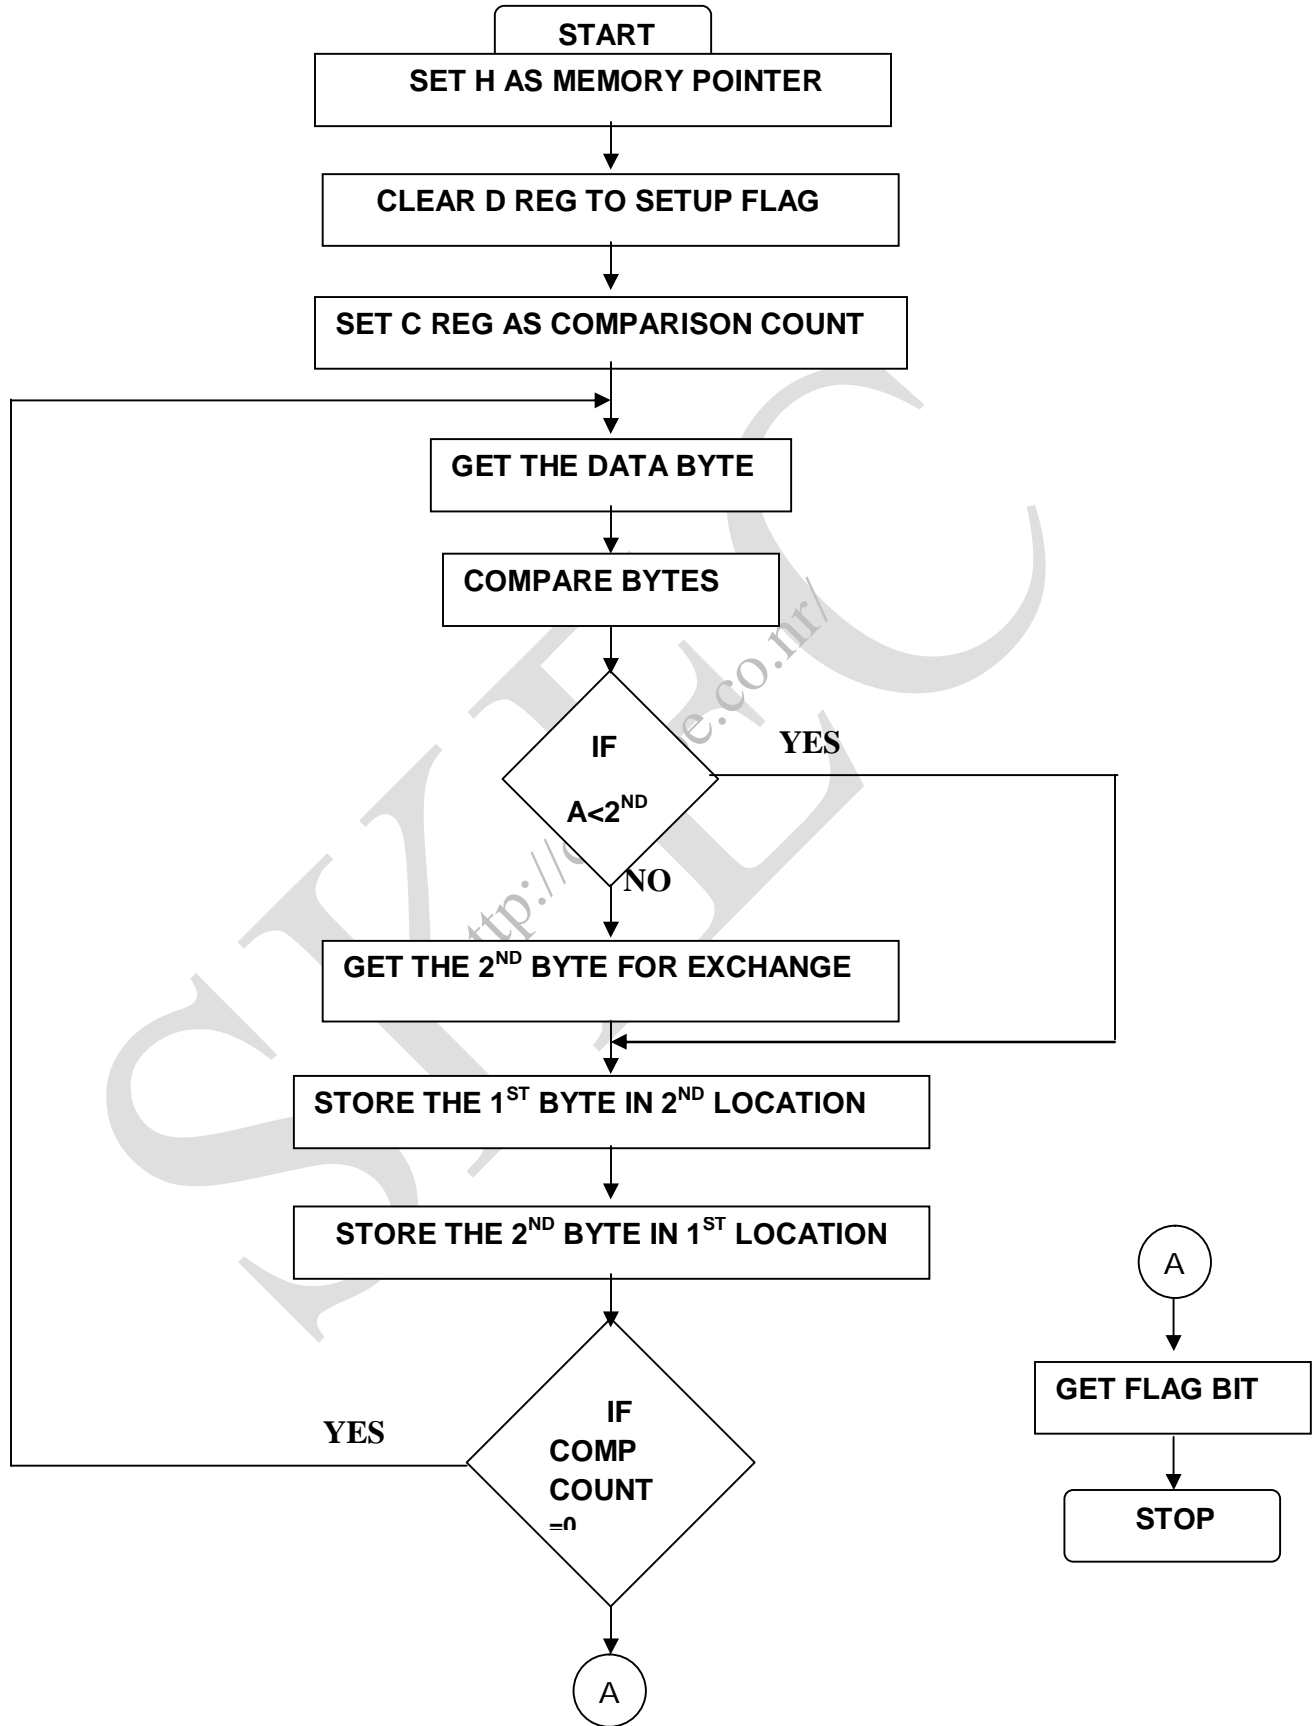 START
SET H AS MEMORY POINTER
CLEAR D REG TO SETUP FLAG
SET C REG AS COMPARISON COUNT
GET THE DATA BYTE
COMPARE BYTES
IF
A<2ND
YES
NO
GET THE 2ND BYTE FOR EXCHANGE
STORE THE 1ST BYTE IN 2ND LOCATION
STORE THE 2ND BYTE IN 1ST LOCATION
IF
COMP
COUNT
=0
YES
A
A
GET FLAG BIT
STOP
SKEC